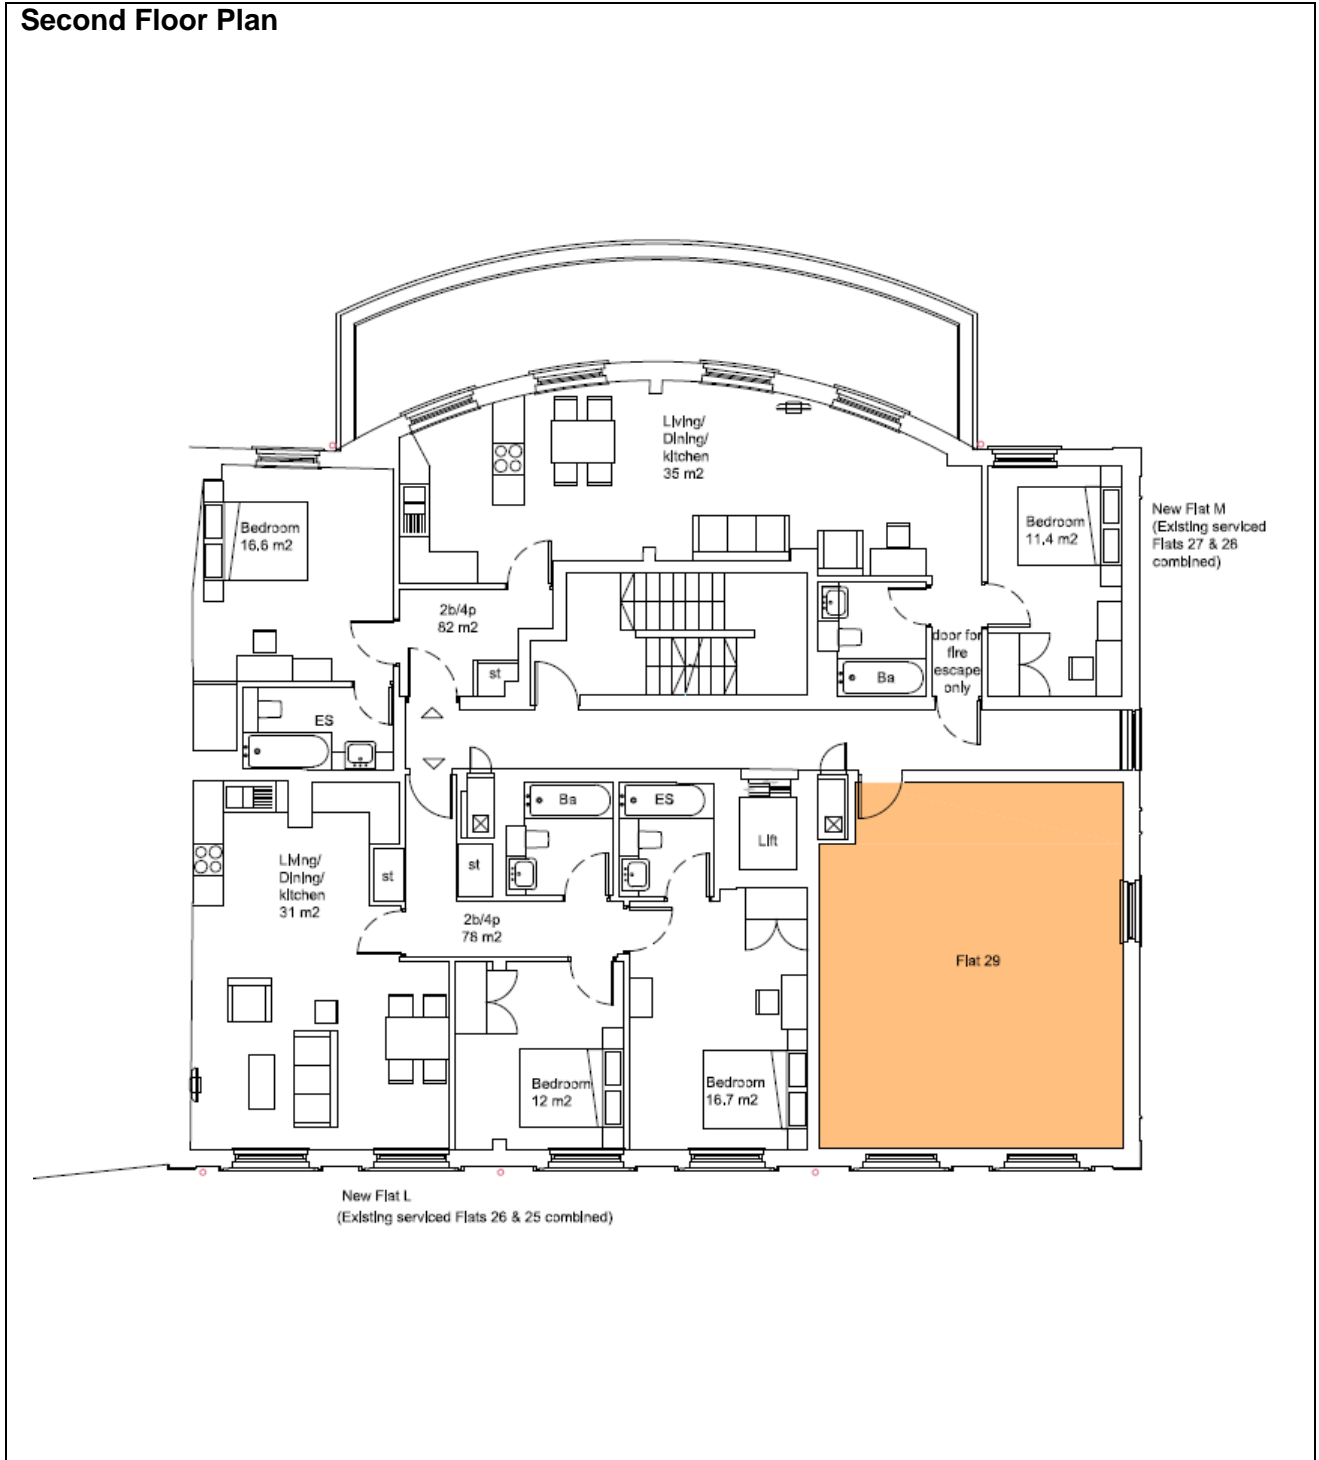 Second Floor Plan
Living/
Dining/
kitchen
35 m2
Bedroom
16,6 m2
Bedroom
11,4 m2
New Flat M
(Existing serviced
Flats 27 & 28
combined)
2b/4p
82 m2
st
door for
fire
escape
only
Ba
ES
Ba
ES
Lift
Living/
Dining/
kitchen
31 m2
st
st
2b/4p
78 m2
Flat 29
Bedroom
12 m2
Bedroom
16,7 m2
New Flat L
(Existing serviced Flats 26 & 25 combined)